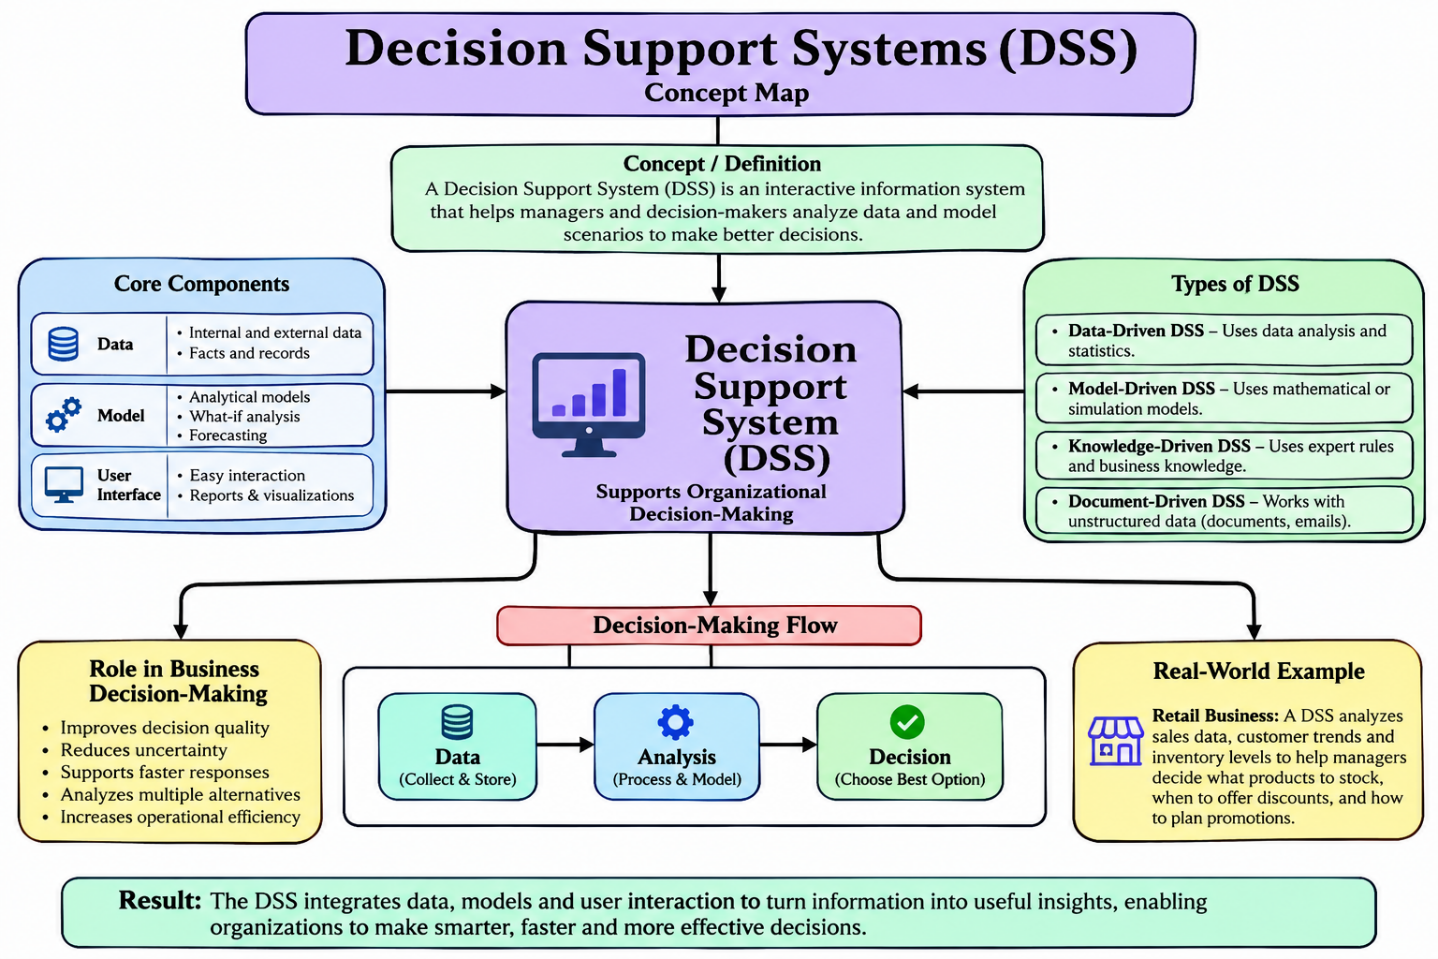 Decision Support Systems (DSS)
Concept Map
Concept / Definition
A Decision Support System (DSS) is an interactive information system
that helps managers and decision-makers analyze data and model
scenarios to make better decisions.
Core Components
Data
• Internal and external data
• Facts and records
Model
• Analytical models
• What-if analysis
• Forecasting
User
Interface
• Easy interaction
• Reports & visualizations
Decision
Support
System
(DSS)
Supports Organizational
Decision-Making
Types of DSS
• Data-Driven DSS – Uses data analysis and
statistics.
• Model-Driven DSS – Uses mathematical or
simulation models.
• Knowledge-Driven DSS – Uses expert rules
and business knowledge.
• Document-Driven DSS – Works with
unstructured data (documents, emails).
Role in Business
Decision-Making
• Improves decision quality
• Reduces uncertainty
• Supports faster responses
• Analyzes multiple alternatives
• Increases operational efficiency
Decision-Making Flow
Data
(Collect & Store)
Analysis
(Process & Model)
Decision
(Choose Best Option)
Real-World Example
Retail Business: A DSS analyzes
sales data, customer trends and
inventory levels to help managers
decide what products to stock,
when to offer discounts, and how
to plan promotions.
Result: The DSS integrates data, models and user interaction to turn information into useful insights, enabling
organizations to make smarter, faster and more effective decisions.